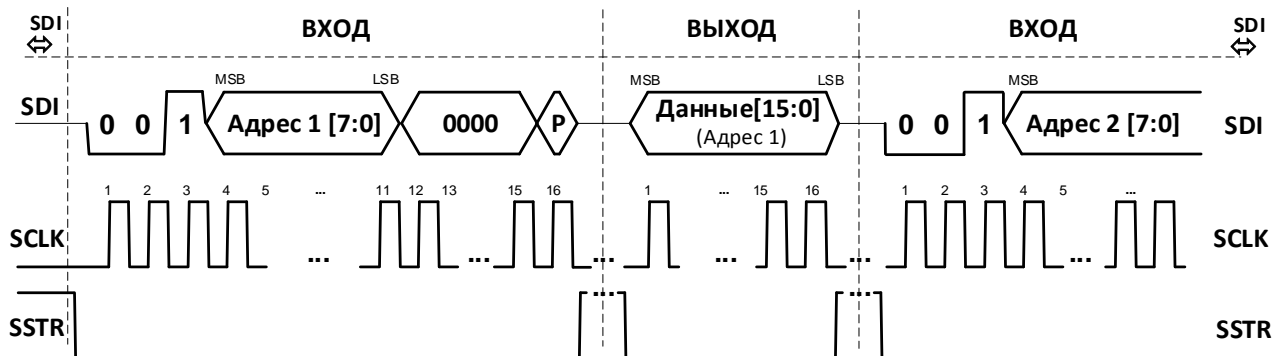 SDI ВХОД ВЫХОД ВХОД SDI
MSB LSB MSB LSB MSB
SDI 0 0 1 Адрес 1 [7:0] 0000 P Данные[15:0] 0 0 1 Адрес 2 [7:0] SDI
(Адрес 1)
1 2 3 4 5 ... 11 12 13 15 16 1 ... 15 16 1 2 3 4 5 ...
SCLK ... ... ... ... ... ... SCLK
SSTR ... ... SSTR